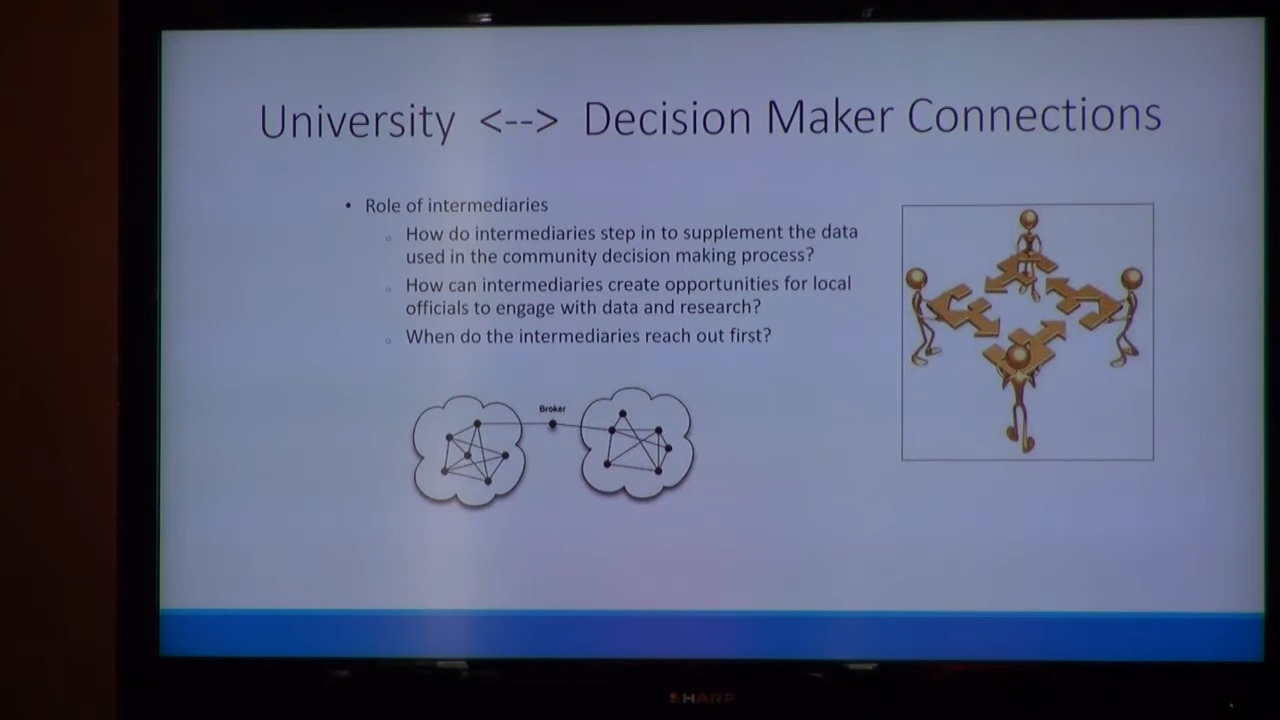 University <--> Decision Maker Connections
• Role of intermediaries
o How do intermediaries step in to supplement the data
used in the community decision making process?
o How can intermediaries create opportunities for local
officials to engage with data and research?
o When do the intermediaries reach out first?
Broker
SHARP